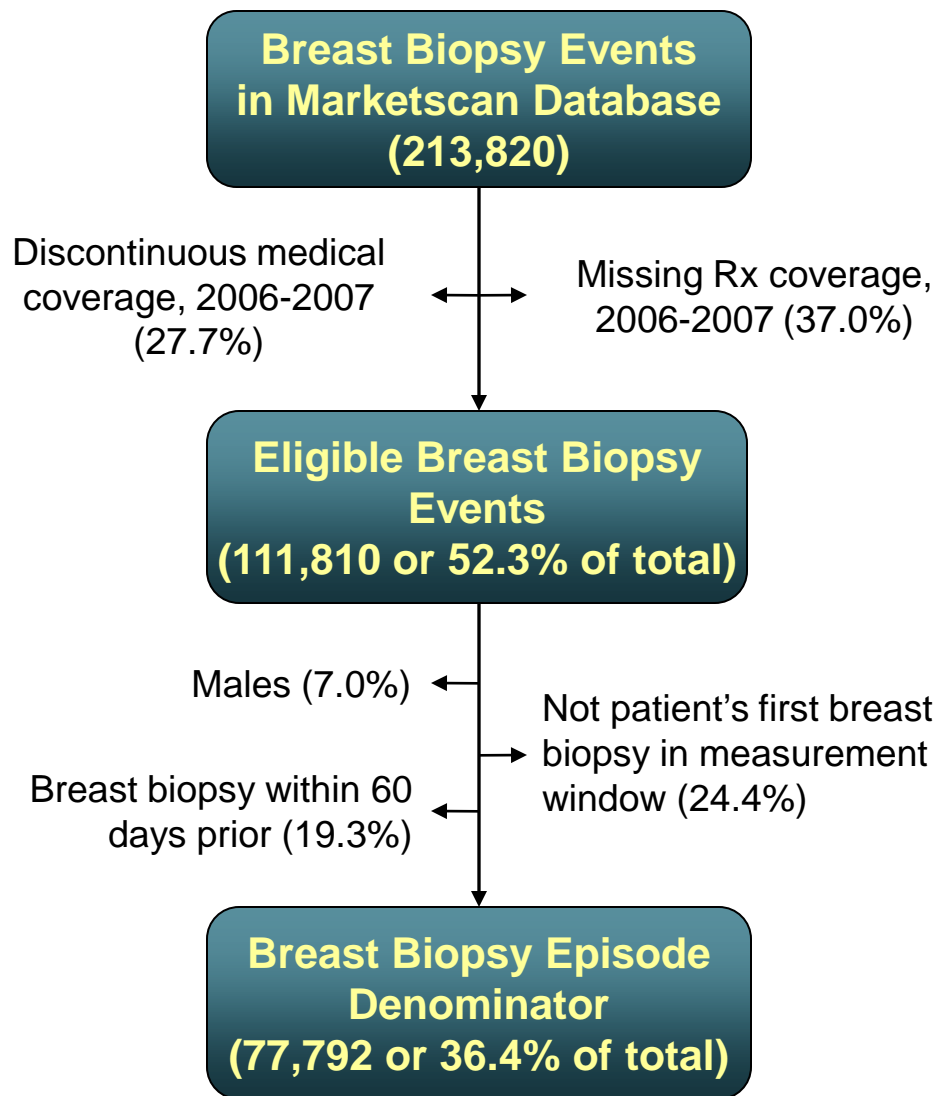 Breast Biopsy Events
in Marketscan Database
(213,820)
Discontinuous medical
coverage, 2006-2007
(27.7%)
Missing Rx coverage,
2006-2007 (37.0%)
Eligible Breast Biopsy
Events
(111,810 or 52.3% of total)
Males (7.0%)
Not patient’s first breast
biopsy in measurement
window (24.4%)
Breast biopsy within 60
days prior (19.3%)
Breast Biopsy Episode
Denominator
(77,792 or 36.4% of total)